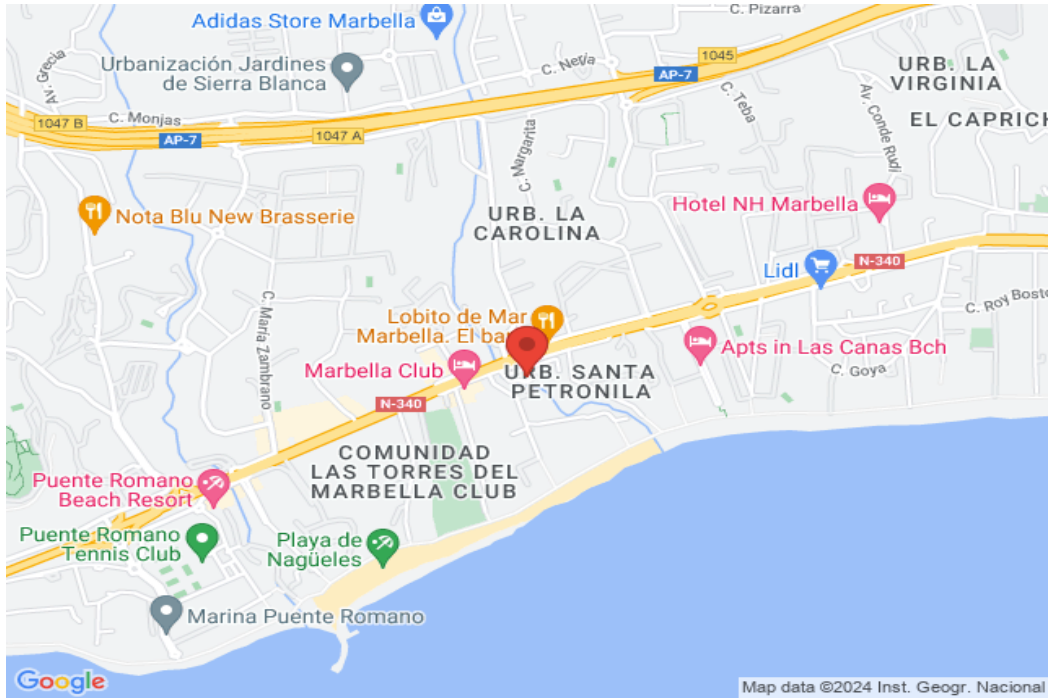 Adidas Store Marbella
C. Pizarra
Urbanización Jardines
de Sierra Blanca
Av. Grecia
C. Nería
1045
AP-7
URB. LA
VIRGINIA
C. Teba
1047 B
C. Monjas
1047 A
AP-7
C. Margarita
Av. Conde Rudi
EL CAPRICH
Nota Blu New Brasserie
URB. LA
CAROLINA
Hotel NH Marbella
Lidl
N-340
C. María Zambrano
Lobito de Mar
Marbella. El bar
C. Roy Bosto
Marbella Club
URB. SANTA
PETRONILA
Apts in Las Canas Bch
C. Goya
N-340
COMUNIDAD
LAS TORRES DEL
MARBELLA CLUB
Puente Romano
Beach Resort
Puente Romano
Tennis Club
Playa de
Nagüeles
Marina Puente Romano
Google
Map data ©2024 Inst. Geogr. Nacional